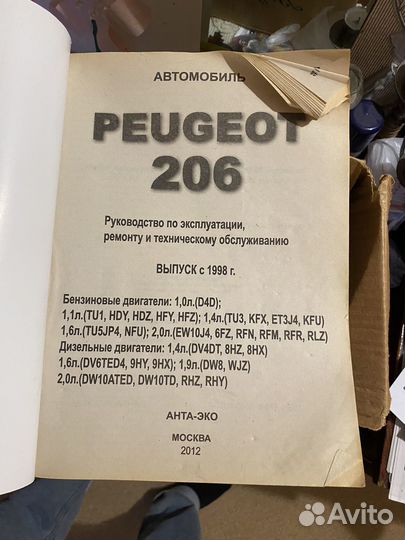 АВТОМОБИЛЬ
PEUGEOT
206
Руководство по эксплуатации,
ремонту и техническому обслуживанию
ВЫПУСК с 1998 г.
Бензиновые двигатели: 1,0л.(D4D);
1,1л.(TU1, HDY, HDZ, HFY, HFZ); 1,4л.(TU3, KFX, ET3J4, KFU)
1,6л.(TU5JP4, NFU); 2,0л.(EW10J4, 6FZ, RFN, RFM, RFR, RLZ)
Дизельные двигатели: 1,4л.(DV4DT, 8HZ, 8HX)
1,6л.(DV6TED4, 9HY, 9HX); 1,9л.(DW8, WJZ)
2,0л.(DW10ATED, DW10TD, RHZ, RHY)
АНТА-ЭКО
МОСКВА
2012
Avito